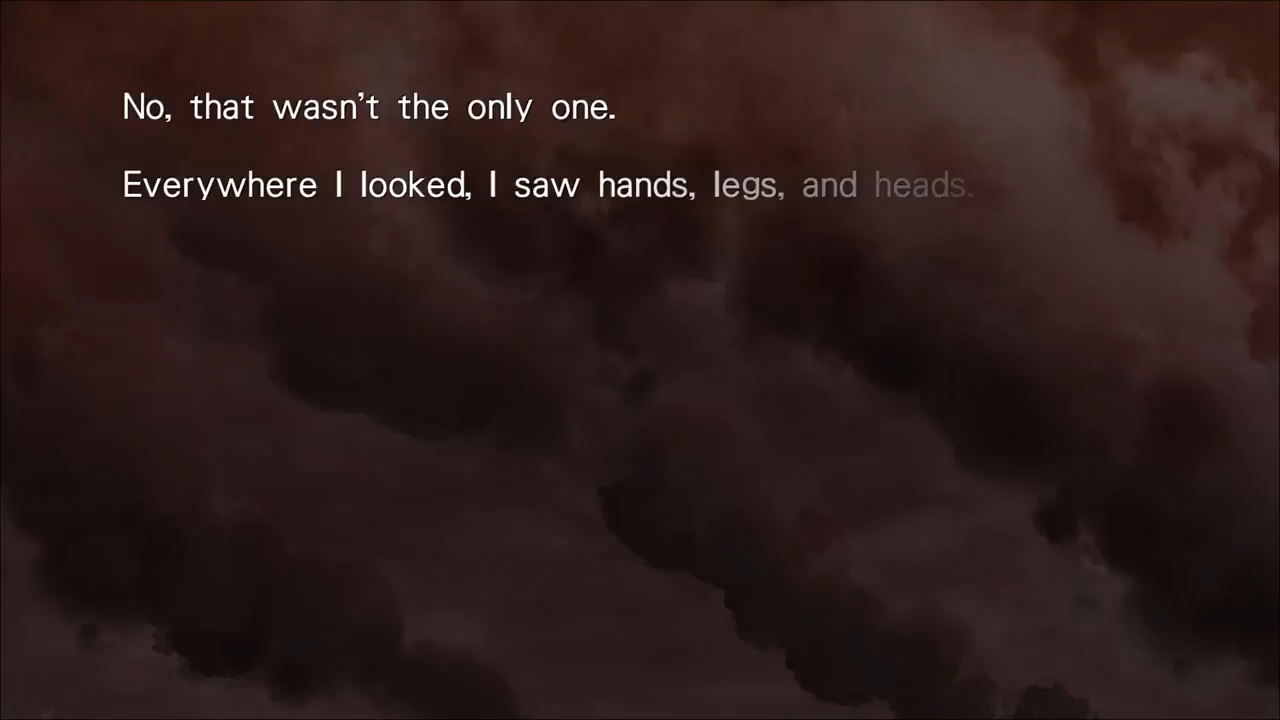 No, that wasn't the only one.
Everywhere I looked, I saw hands, legs, and heads.